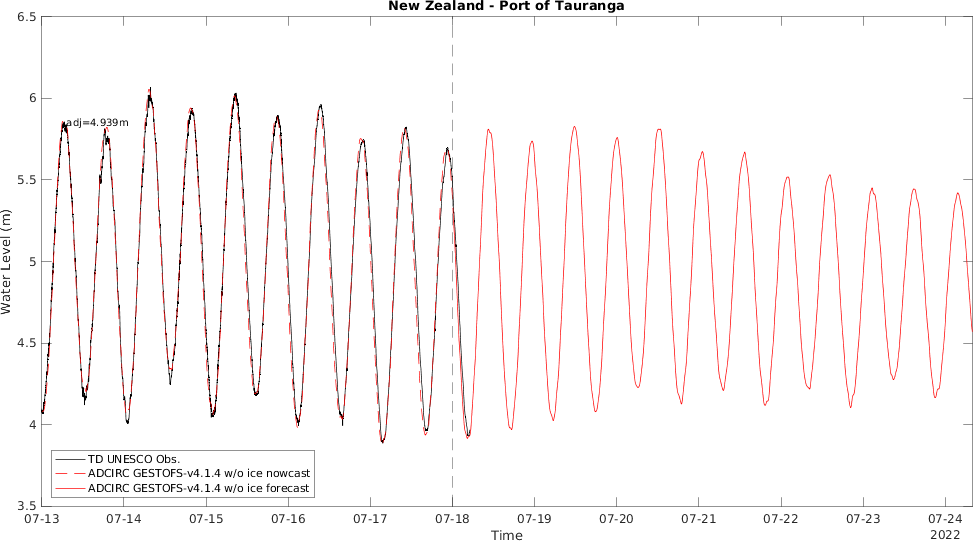 New Zealand - Port of Tauranga
6.5
6
5.5
5
4.5
4
3.5
Water Level (m)
adj=4.939m
TD UNESCO Obs.
ADCIRC GESTOFS-v4.1.4 w/o ice nowcast
ADCIRC GESTOFS-v4.1.4 w/o ice forecast
07-13 07-14 07-15 07-16 07-17 07-18 07-19 07-20 07-21 07-22 07-23 07-24
Time
2022